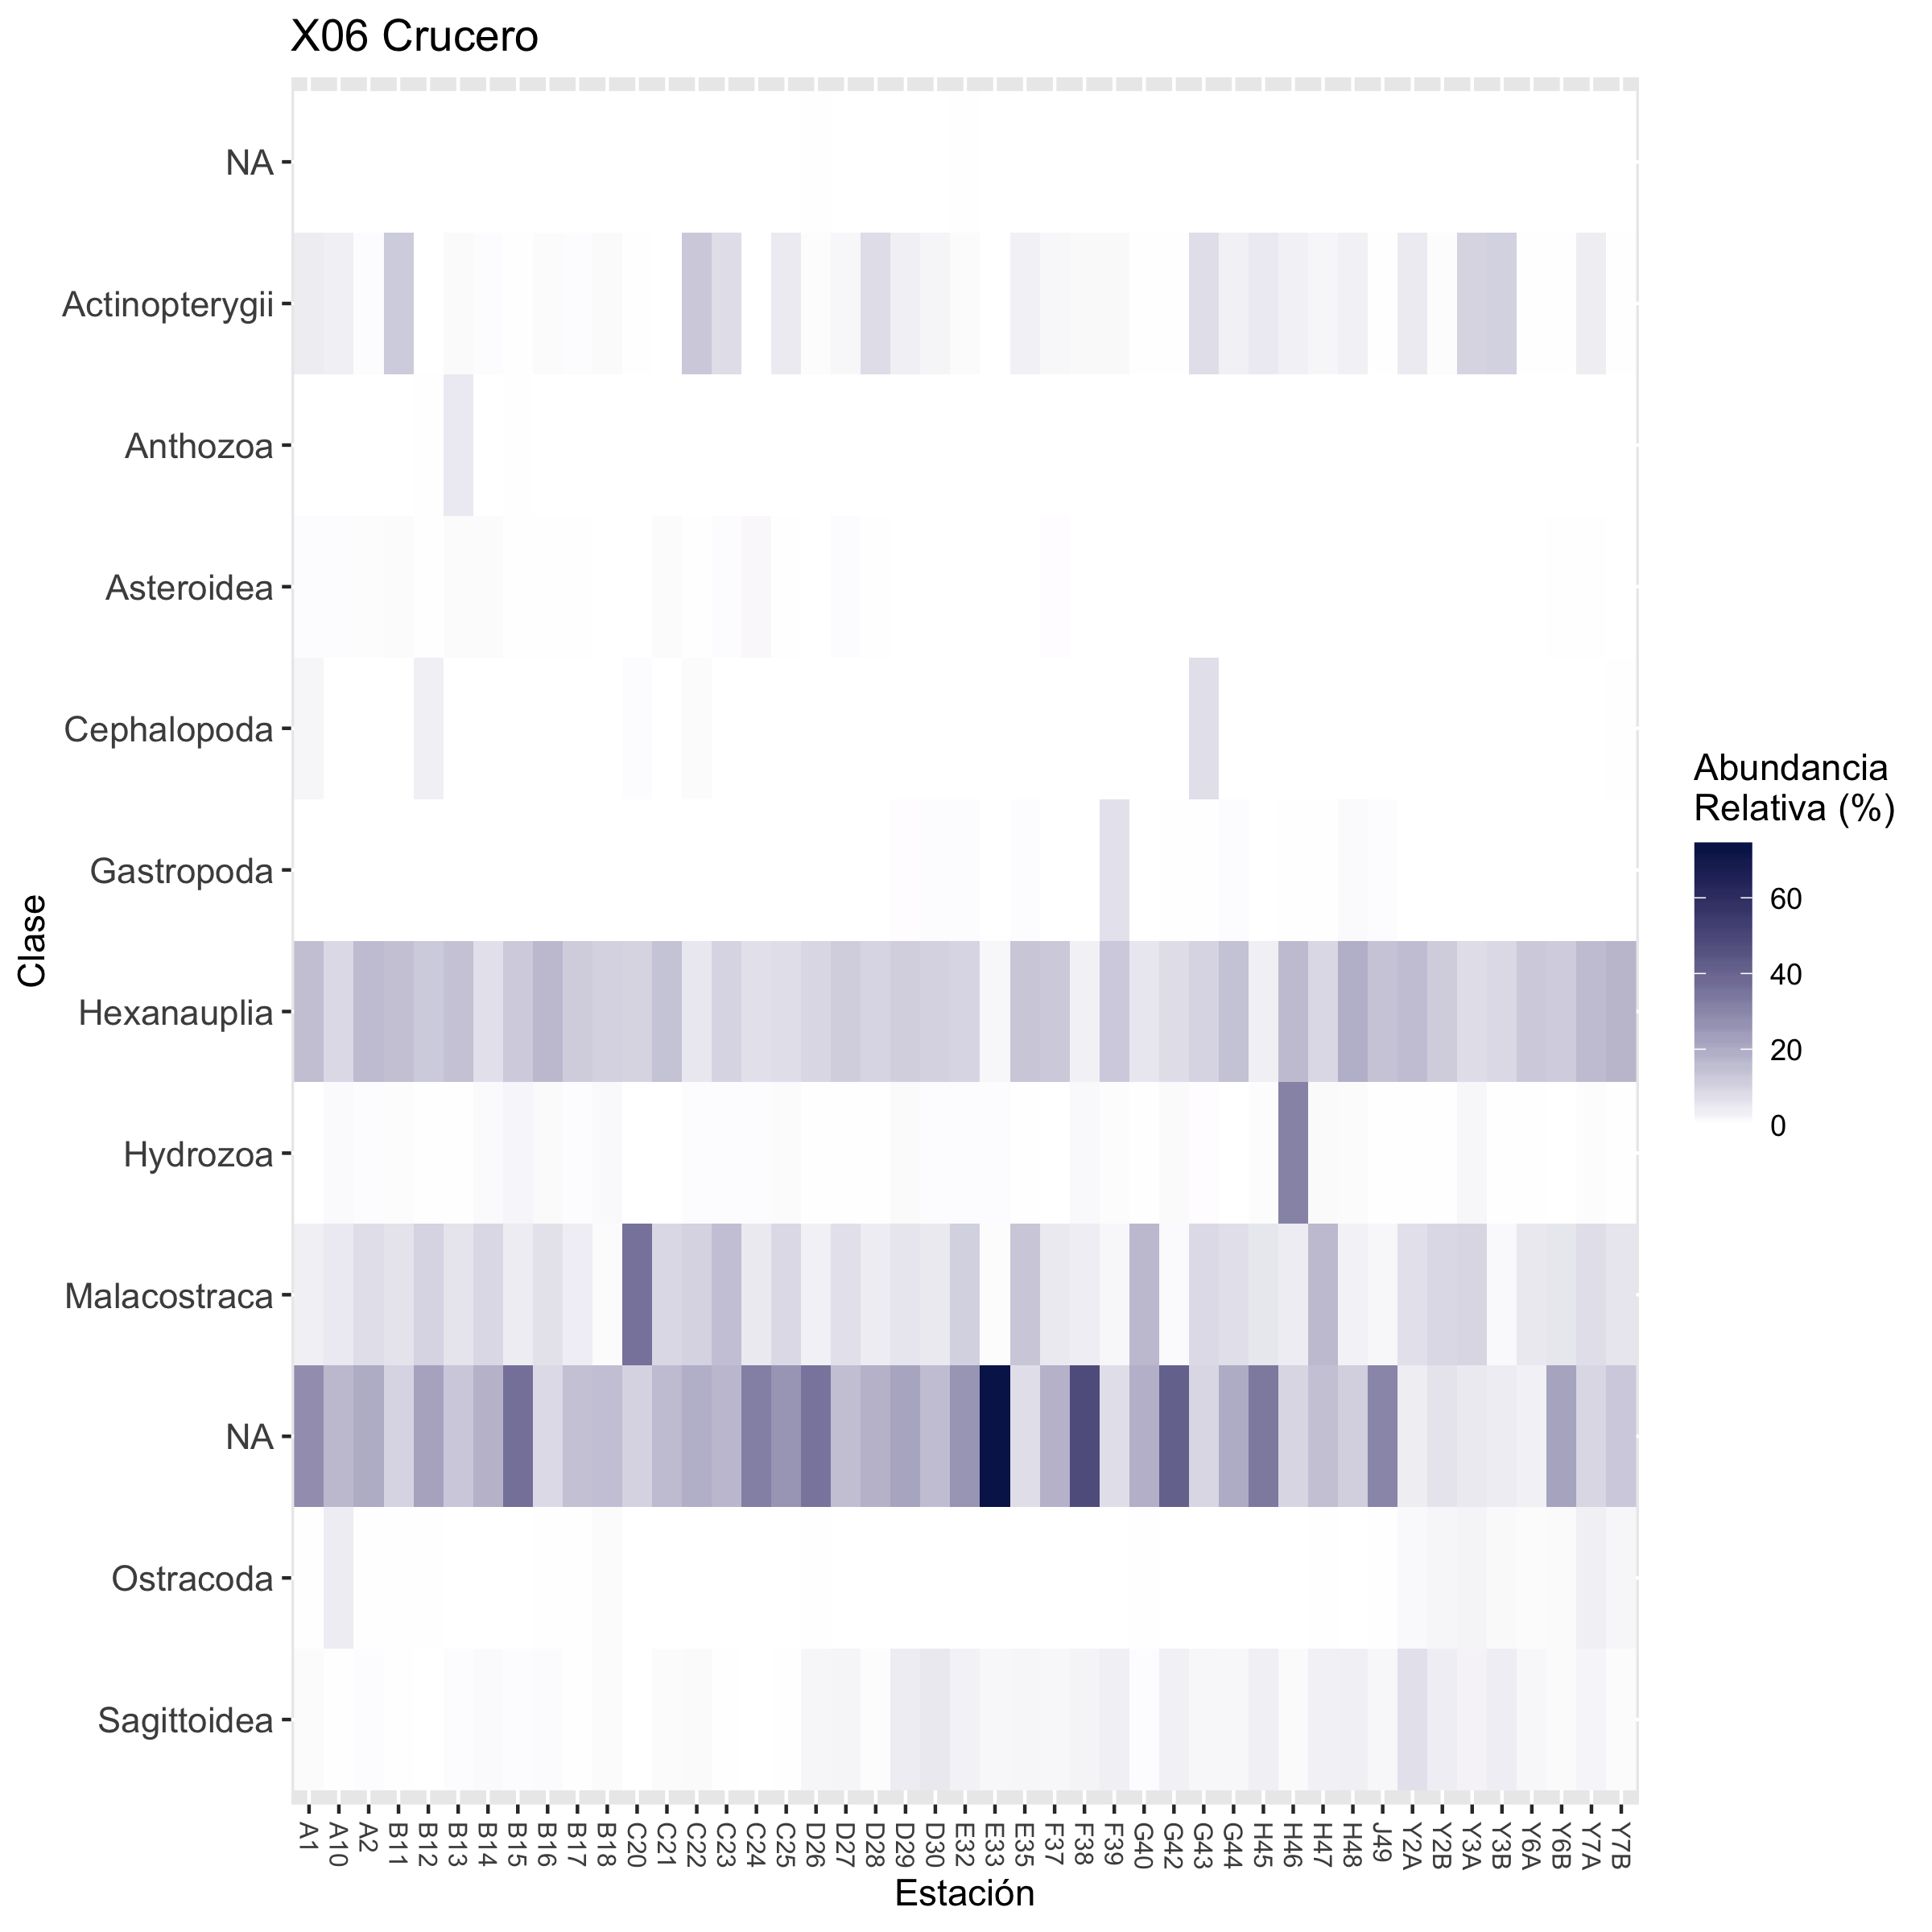 X06 Crucero
NA
Actinopterygii
Anthozoa
Asteroidea
Cephalopoda
Gastropoda
Hexanauplia
Hydrozoa
Malacostraca
NA
Ostracoda
Sagittoidea
Clase
A1 A10 A2 B11 B12 B13 B14 B15 B16 B17 B18 C20 C21 C22 C23 C24 C25 D26 D27 D28 D29 D30 E32 E33 E35 F37 F38 F39 G40 G42 G43 G44 H45 H46 H47 H48 J49 Y2A Y2B Y3A Y3B Y6A Y6B Y7A Y7B
Estación
Abundancia
Relativa (%)
60
40
20
0